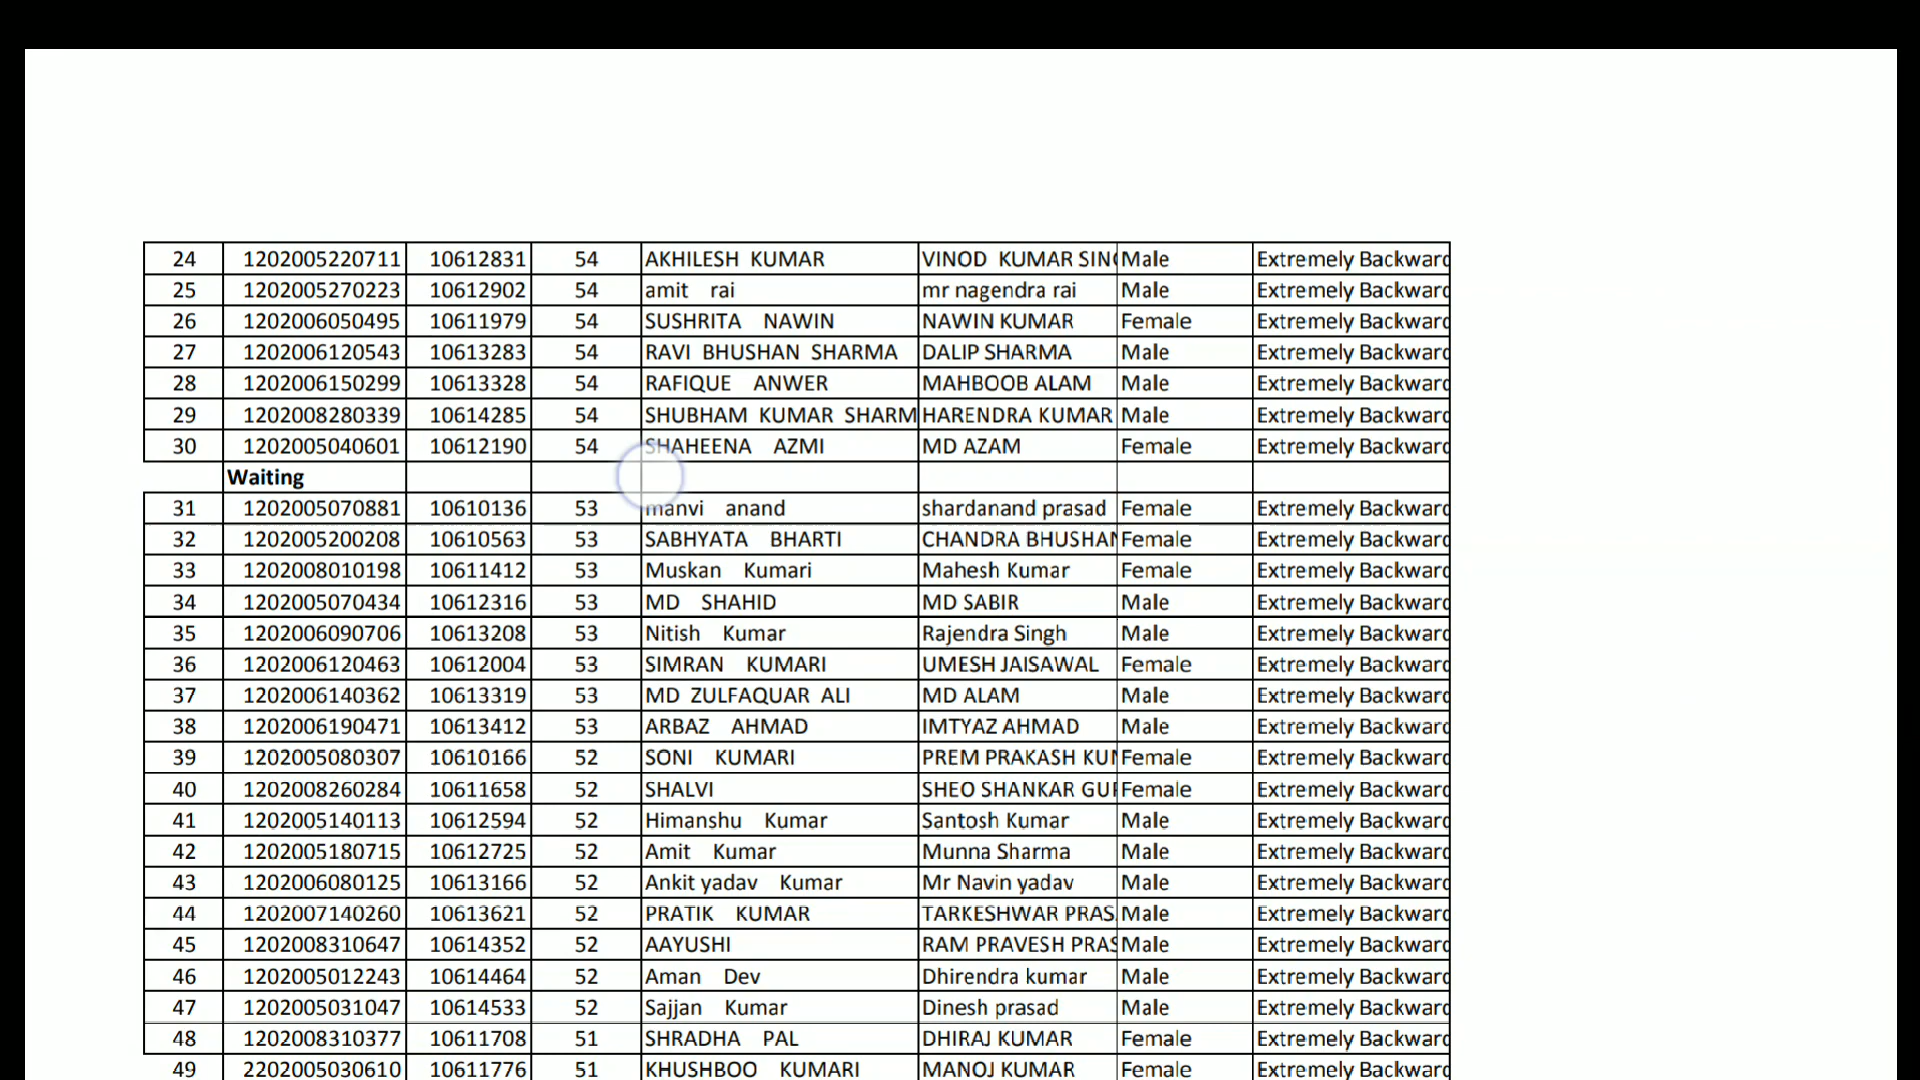 24 1202005220711 10612831 54 AKHILESH KUMAR VINOD KUMAR SING Male Extremely Backward
25 1202005270223 10612902 54 amit rai mr nagendra rai Male Extremely Backward
26 1202006050495 10611979 54 SUSHRITA NAWIN NAWIN KUMAR Female Extremely Backward
27 1202006120543 10613283 54 RAVI BHUSHAN SHARMA DALIP SHARMA Male Extremely Backward
28 1202006150299 10613328 54 RAFIQUE ANWER MAHBOOB ALAM Male Extremely Backward
29 1202008280339 10614285 54 SHUBHAM KUMAR SHARM HARENDRA KUMAR Male Extremely Backward
30 1202005040601 10612190 54 SHAHEENA AZMI MD AZAM Female Extremely Backward
Waiting
31 1202005070881 10610136 53 manvi anand shardanand prasad Female Extremely Backward
32 1202005200208 10610563 53 SABHYATA BHARTI CHANDRA BHUSHAN Female Extremely Backward
33 1202008010198 10611412 53 Muskan Kumari Mahesh Kumar Female Extremely Backward
34 1202005070434 10612316 53 MD SHAHID MD SABIR Male Extremely Backward
35 1202006090706 10613208 53 Nitish Kumar Rajendra Singh Male Extremely Backward
36 1202006120463 10612004 53 SIMRAN KUMARI UMESH JAISAWAL Female Extremely Backward
37 1202006140362 10613319 53 MD ZULFAQUAR ALI MD ALAM Male Extremely Backward
38 1202006190471 10613412 53 ARBAZ AHMAD IMTYAZ AHMAD Male Extremely Backward
39 1202005080307 10610166 52 SONI KUMARI PREM PRAKASH Female Extremely Backward
40 1202008260284 10611658 52 SHALVI SHEO SHANKAR Female Extremely Backward
41 1202005140113 10612594 52 Himanshu Kumar Santosh Kumar Male Extremely Backward
42 1202005180715 10612725 52 Amit Kumar Munna Sharma Male Extremely Backward
43 1202006080125 10613166 52 Ankit yadav Kumar Mr Navin yadav Male Extremely Backward
44 1202007140260 10613621 52 PRATIK KUMAR TARKESHWAR PRAS Male Extremely Backward
45 1202008310647 10614352 52 AAYUSHI RAM PRAVESH PRAS Male Extremely Backward
46 1202005012243 10614464 52 Aman Dev Dhirendra kumar Male Extremely Backward
47 1202005031047 10614533 52 Sajjan Kumar Dinesh prasad Male Extremely Backward
48 1202008310377 10611708 51 SHRADHA PAL DHIRAJ KUMAR Female Extremely Backward
49 2202005030610 10611776 51 KHUSHBOO KUMARI MANOJ KUMAR Female Extremely Backward